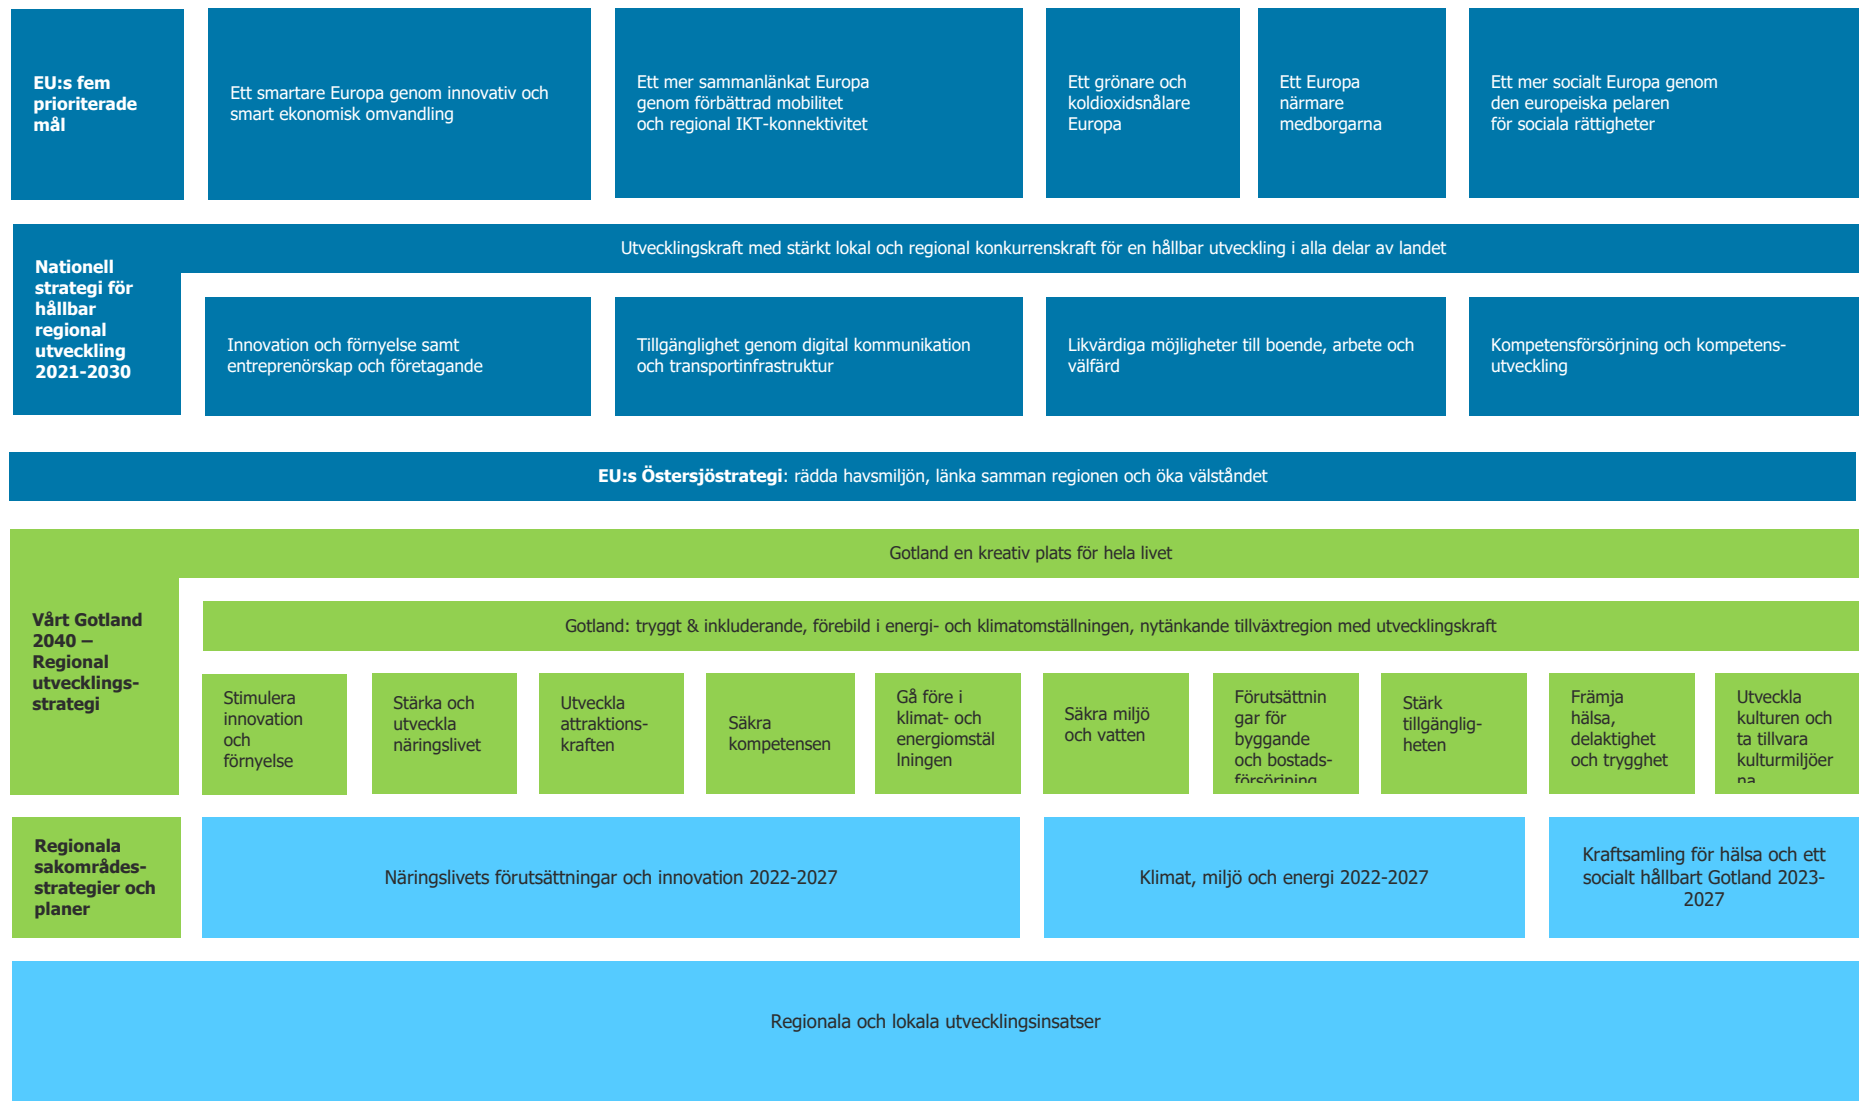 EU:s fem
prioriterade
mål
Ett smartare Europa genom innovativ och
smart ekonomisk omvandling
Ett mer sammanlänkat Europa
genom förbättrad mobilitet
och regional IKT-konnektivitet
Ett grönare och
koldioxidsnålare
Europa
Ett Europa
närmare
medborgarna
Ett mer socialt Europa genom
den europeiska pelaren
för sociala rättigheter
Nationell
strategi för
hållbar
regional
utveckling
2021-2030
Utvecklingskraft med stärkt lokal och regional konkurrenskraft för en hållbar utveckling i alla delar av landet
Innovation och förnyelse samt
entreprenörskap och företagande
Tillgänglighet genom digital kommunikation
och transportinfrastruktur
Likvärdiga möjligheter till boende, arbete och
välfärd
Kompetensförsörjning och kompetens-
utveckling
EU:s Östersjöstrategi: rädda havsmiljön, länka samman regionen och öka välståndet
Gotland en kreativ plats för hela livet
Vårt Gotland
2040 –
Regional
utvecklings-
strategi
Gotland: tryggt & inkluderande, förebild i energi- och klimatomställningen, nytänkande tillväxtregion med utvecklingskraft
Stimulera
innovation
och
förnyelse
Stärka och
utveckla
näringslivet
Utveckla
attraktions-
kraften
Säkra
kompetensen
Gå före i
klimat- och
energiomstäl
lningen
Säkra miljö
och vatten
Förutsättnin
gar för
byggande
och bostads-
försörjning
Stärk
tillgänglig-
heten
Främja
hälsa,
delaktighet
och trygghet
Utveckla
kulturen och
ta tillvara
kulturmiljöer
na
Regionala
sakområdes-
strategier och
planer
Näringslivets förutsättningar och innovation 2022-2027
Klimat, miljö och energi 2022-2027
Kraftsamling för hälsa och ett
socialt hållbart Gotland 2023-
2027
Regionala och lokala utvecklingsinsatser